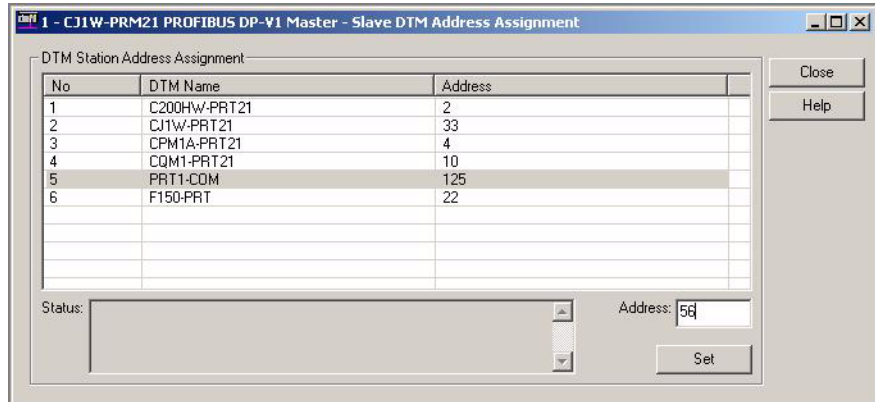 1 - CJ1W-PRM21 PROFIBUS DP-V1 Master - Slave DTM Address Assignment
DTM Station Address Assignment
No DTM Name Address
1 C200HW-PRT21 2
2 CJ1W-PRT21 33
3 CPM1A-PRT21 4
4 CQM1-PRT21 10
5 PRT1-COM 125
6 F150-PRT 22
Close
Help
Status:
Address: 56
Set